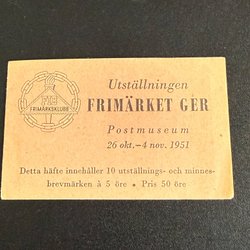 FRIMÄRKSKLUBB
Utställningen
FRIMÄRKET GER
Postmuseum
26 okt.–4 nov. 1951
Detta häfte innehåller 10 utställnings- och minnes-
brevmärken à 5 öre • Pris 50 öre